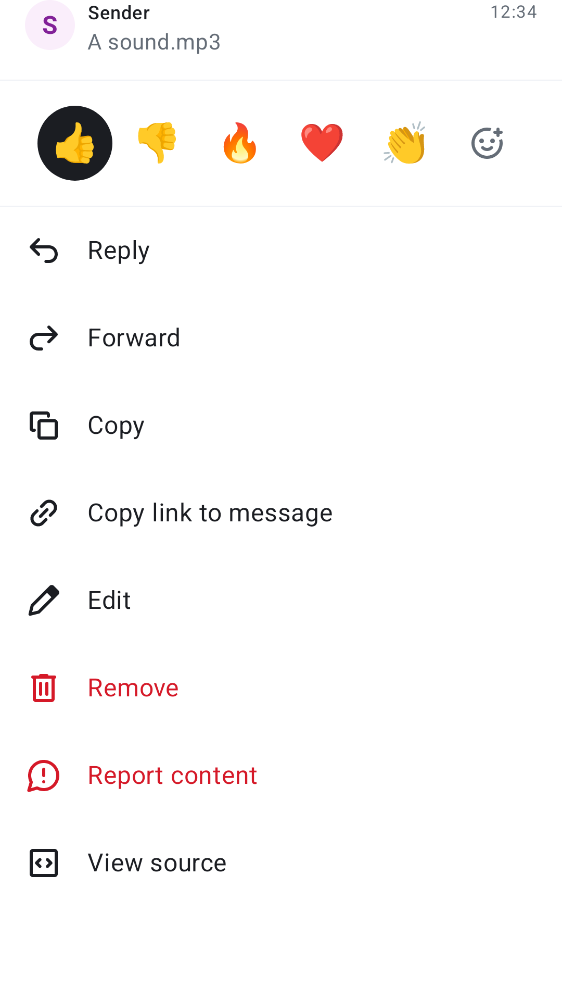 S
Sender
12:34
A sound.mp3
Reply
Forward
Copy
Copy link to message
Edit
Remove
Report content
View source